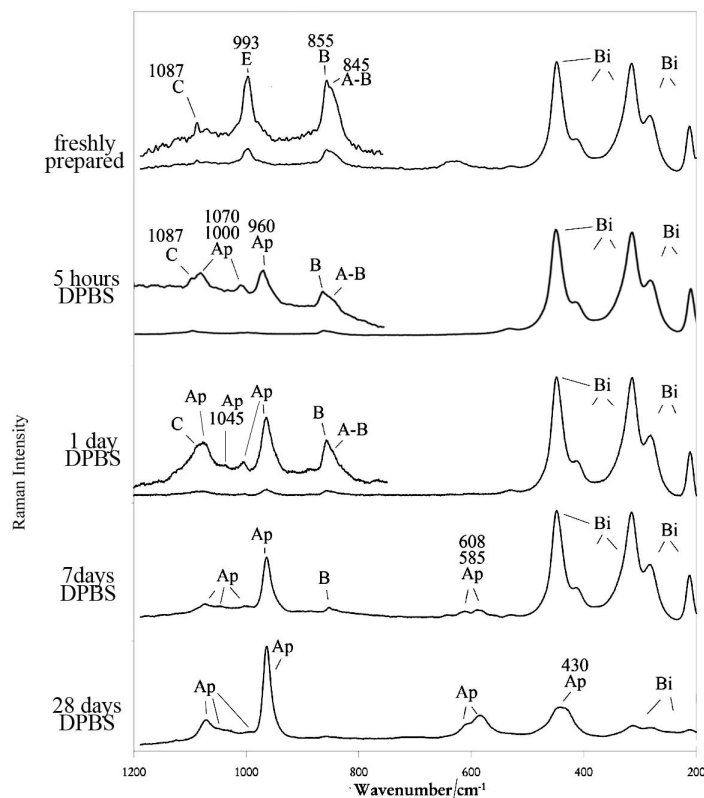 993
E
855
B
845
A-B
1087
C
Bi
Bi
freshly
prepared
1070
1000
Ap
960
Ap
1087
C
B
A-B
Bi
Bi
5 hours
DPBS
Ap
Ap
1045
Ap
C
B
A-B
Bi
Bi
1 day
DPBS
Ap
Ap
B
608
585
Ap
Bi
Bi
7days
DPBS
Ap
Ap
Ap
430
Ap
Bi
28 days
DPBS
Raman Intensity
1200
1000
800
600
400
200
Wavenumber/cm-1